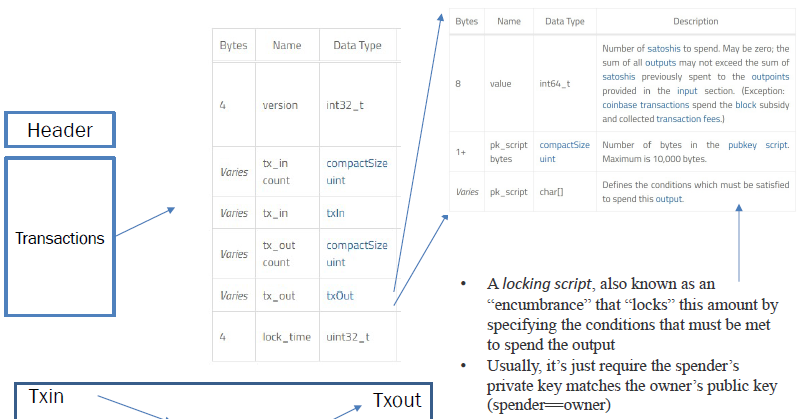 Header
Transactions
Bytes Name Data Type
4 version int32_t
Varies tx_in count compactSize uint
Varies tx_in txIn
Varies tx_out count compactSize uint
Varies tx_out txOut
4 lock_time uint32_t
Bytes Name Data Type Description
8 value int64_t
Number of satoshis to spend. May be zero; the
sum of all outputs may not exceed the sum of
satoshis previously spent to the outpoints
provided in the input section. (Exception:
coinbase transactions spend the block subsidy
and collected transaction fees.)
1+ pk_script bytes compactSize uint
Number of bytes in the pubkey script.
Maximum is 10,000 bytes.
Varies pk_script char[]
Defines the conditions which must be satisfied
to spend this output.
• A locking script, also known as an
“encumbrance” that “locks” this amount by
specifying the conditions that must be met
to spend the output
• Usually, it’s just require the spender’s
private key matches the owner’s public key
(spender==owner)
Txin
Txout